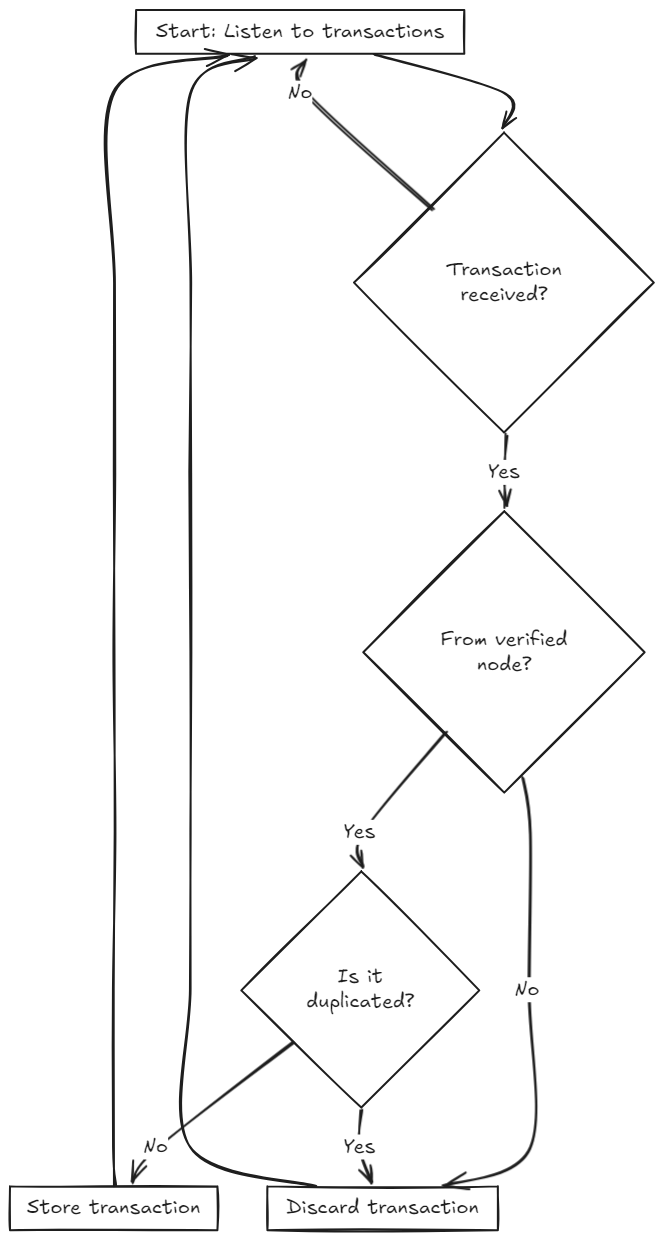 Start: Listen to transactions
No
Transaction
received?
Yes
From verified
node?
Yes
Is it
duplicated?
No
No
Yes
Store transaction
Discard transaction